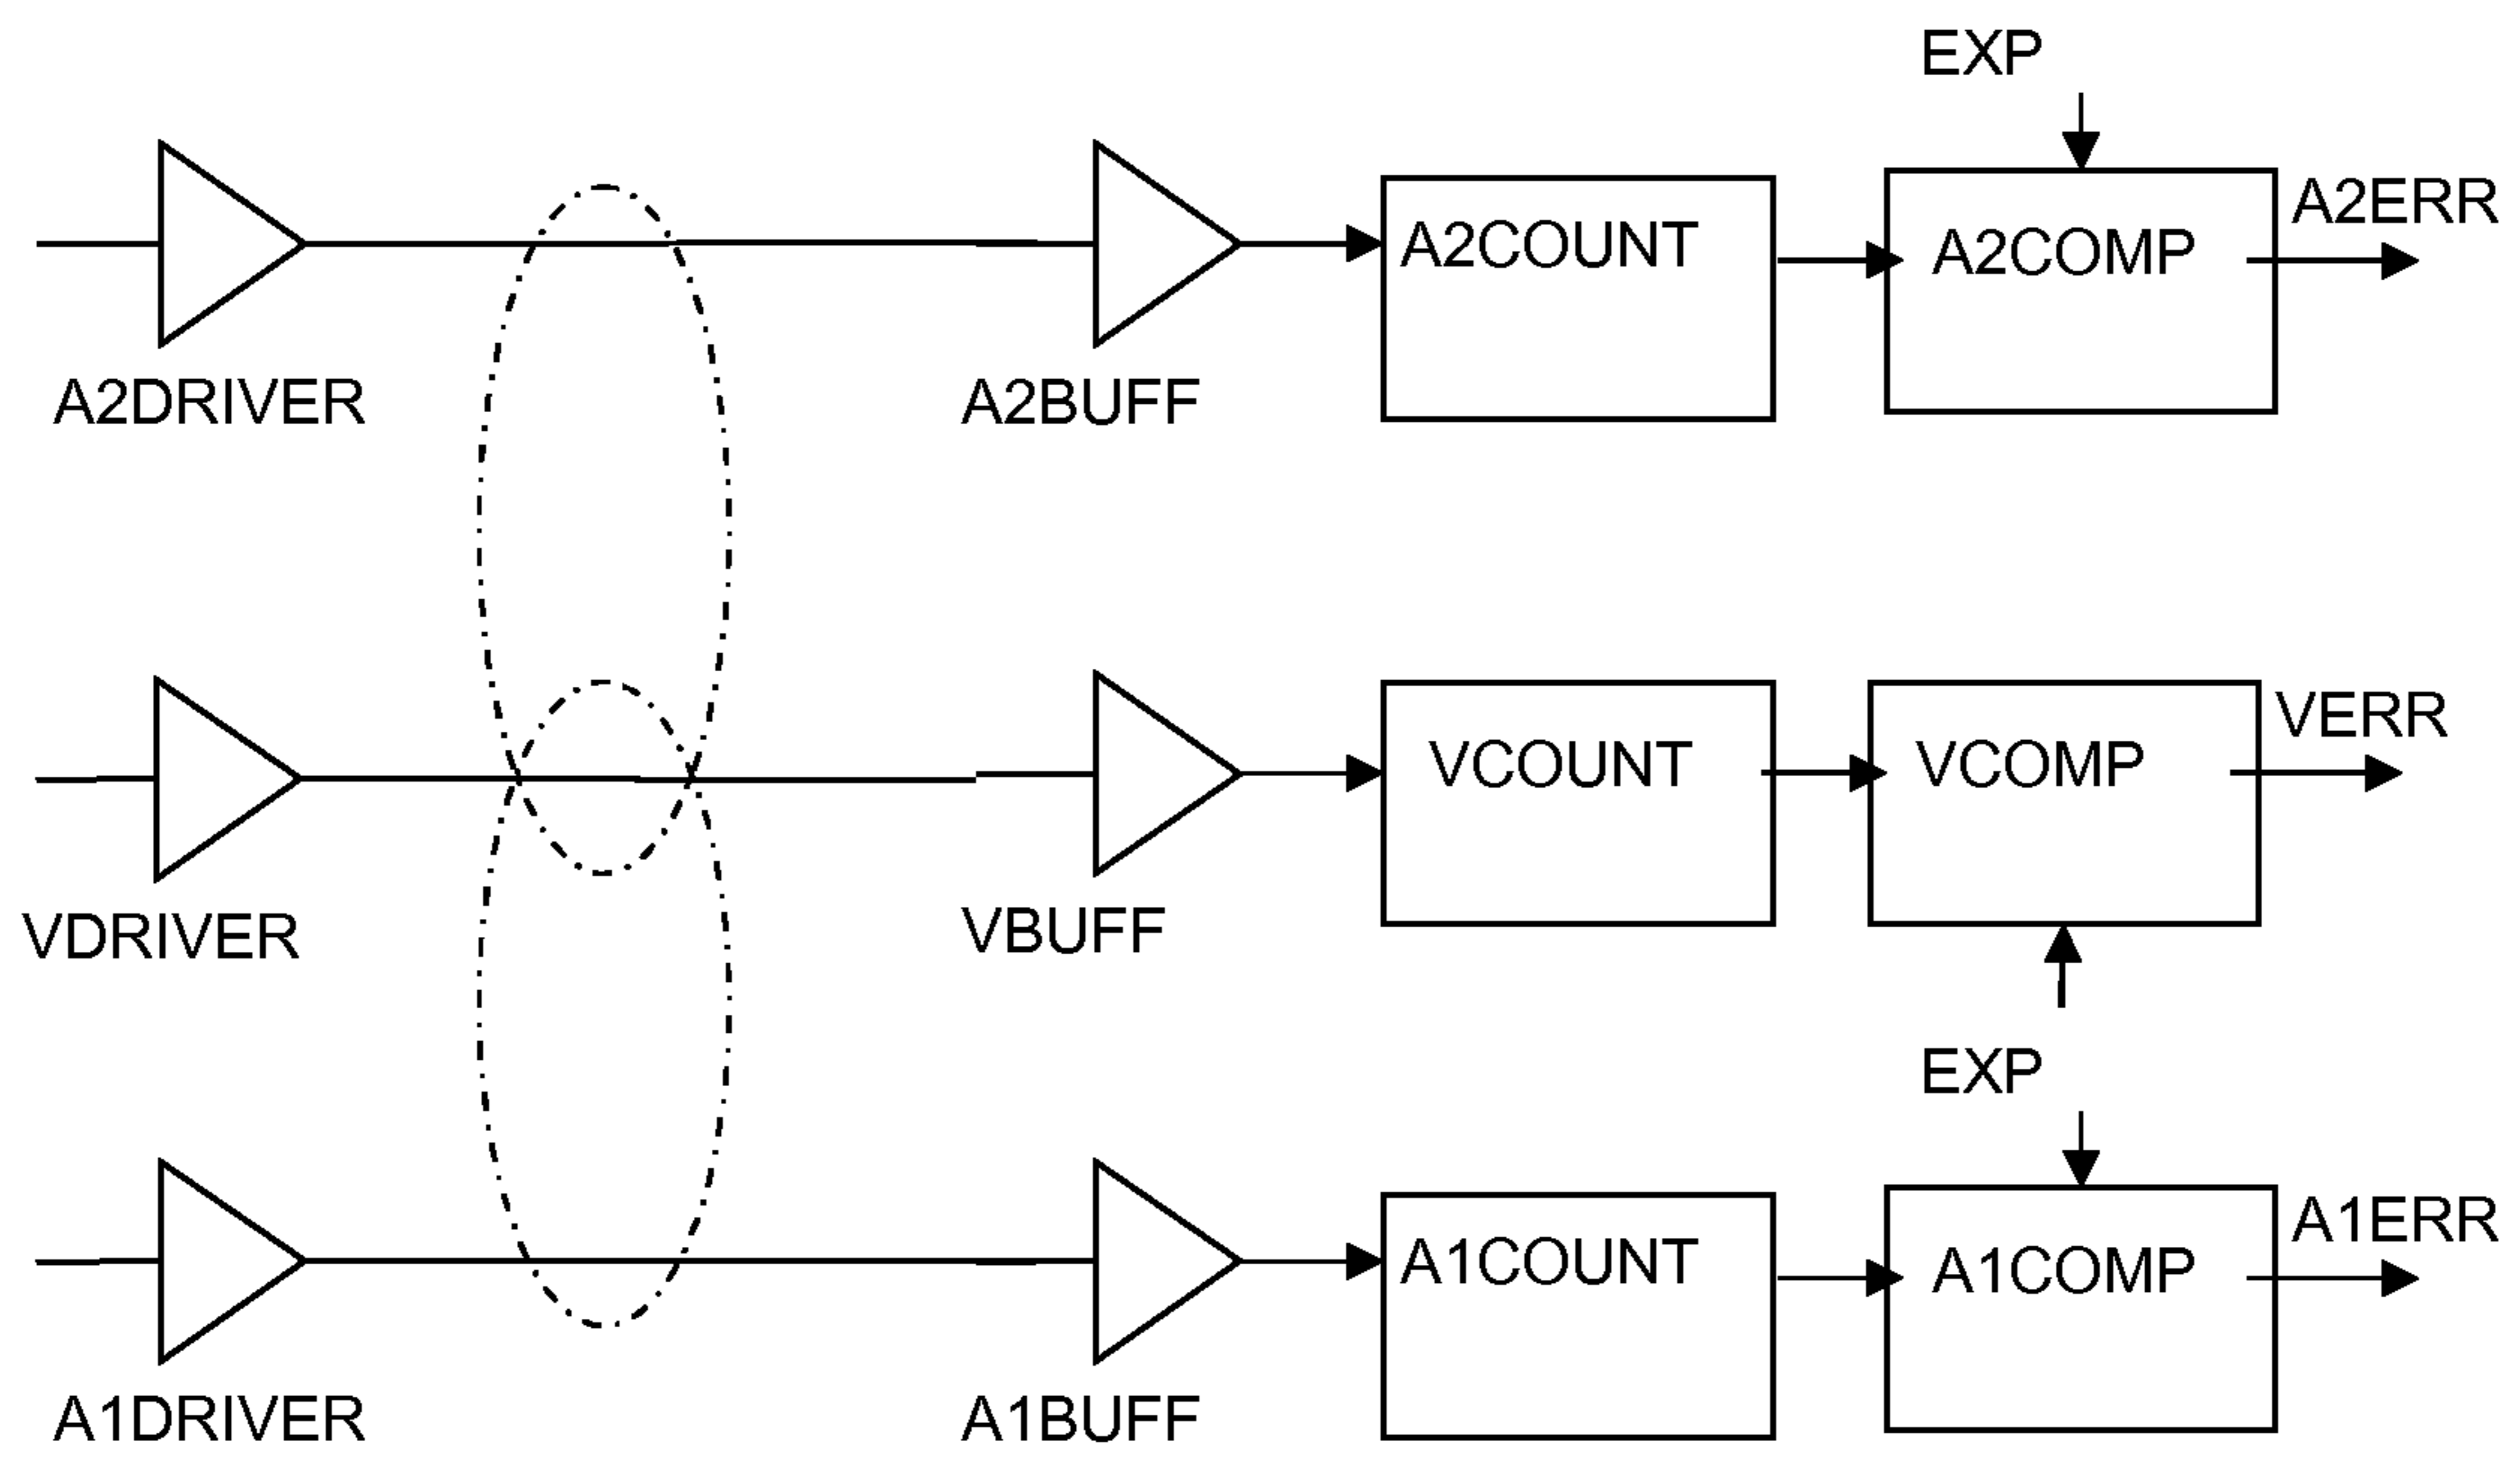 EXP
A2ERR
A2COUNT
A2COMP
A2DRIVER
A2BUFF
VERR
VCOUNT
VCOMP
VDRIVER
VBUFF
EXP
A1ERR
A1COUNT
A1COMP
A1DRIVER
A1BUFF